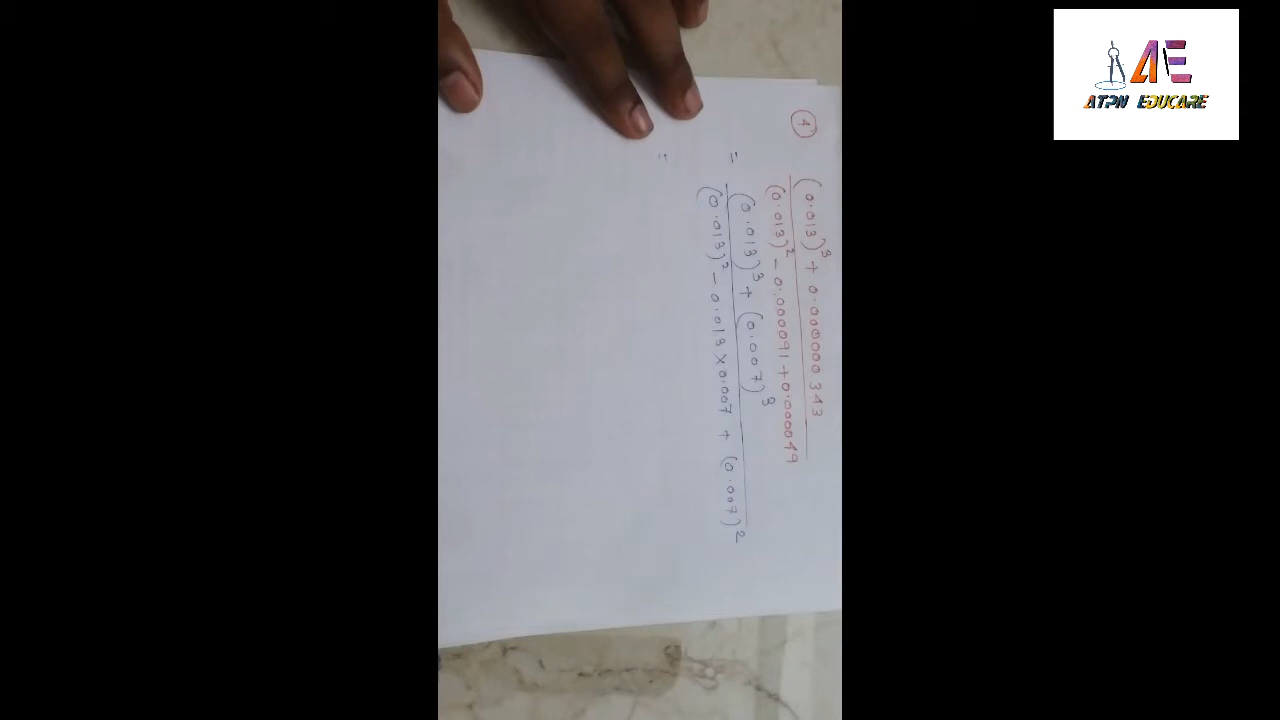 AE
ATPN EDUCARE
4
(0.013)³ + 0.000000343
(0.013)² - 0.000091 + 0.000049
= (0.013)³ + (0.007)³
(0.013)² - 0.013 × 0.007 + (0.007)²
=